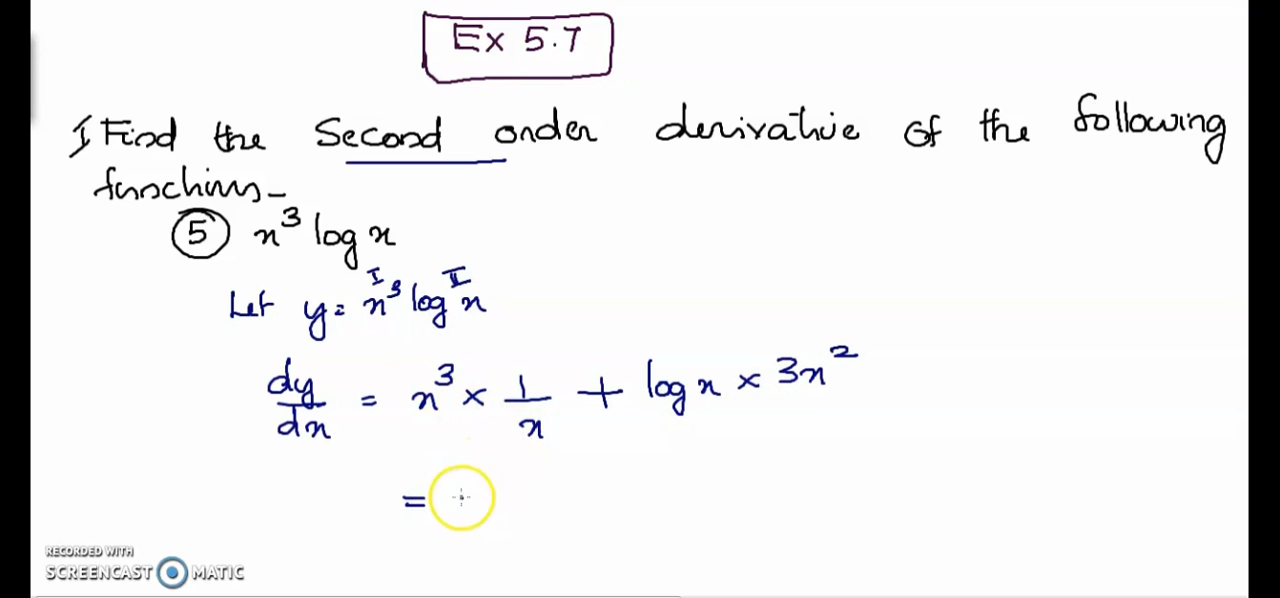 Ex 5.7
I Find the Second order derivative of the following
functions-
⑤ x³ log x
I II
Let y = x³ log x
dy/dx = x³ × 1/x + log x × 3x²
=
RECORDED WITH
SCREENCAST MATIC